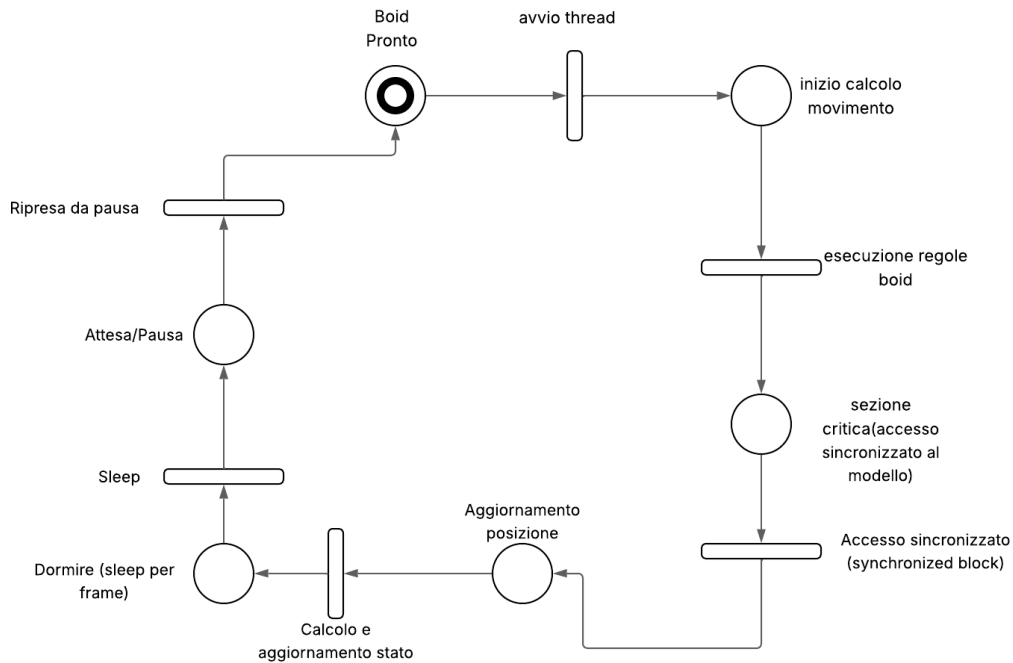 Boid
Pronto
avvio thread
inizio calcolo
movimento
Ripresa da pausa
esecuzione regole
boid
Attesa/Pausa
sezione
critica(accesso
sincronizzato al
modello)
Sleep
Aggiornamento
posizione
Accesso sincronizzato
(synchronized block)
Dormire (sleep per
frame)
Calcolo e
aggiornamento stato